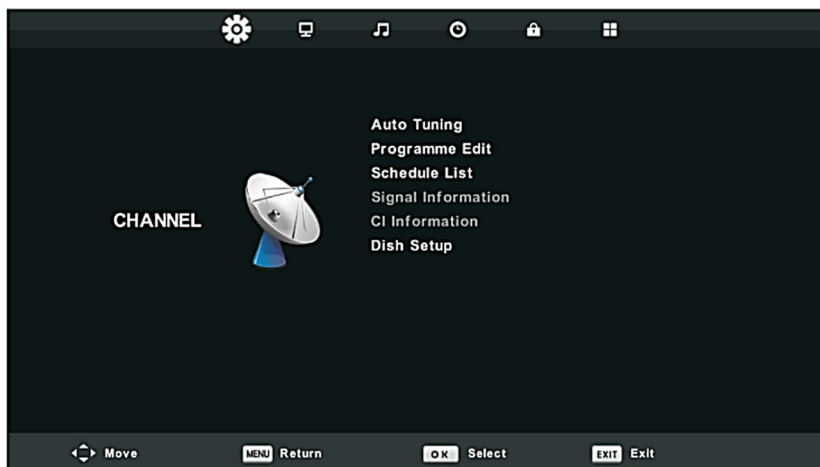 Auto Tuning
Programme Edit
Schedule List
Signal Information
CHANNEL
CI Information
Dish Setup
Move MENU Return OK Select EXIT Exit